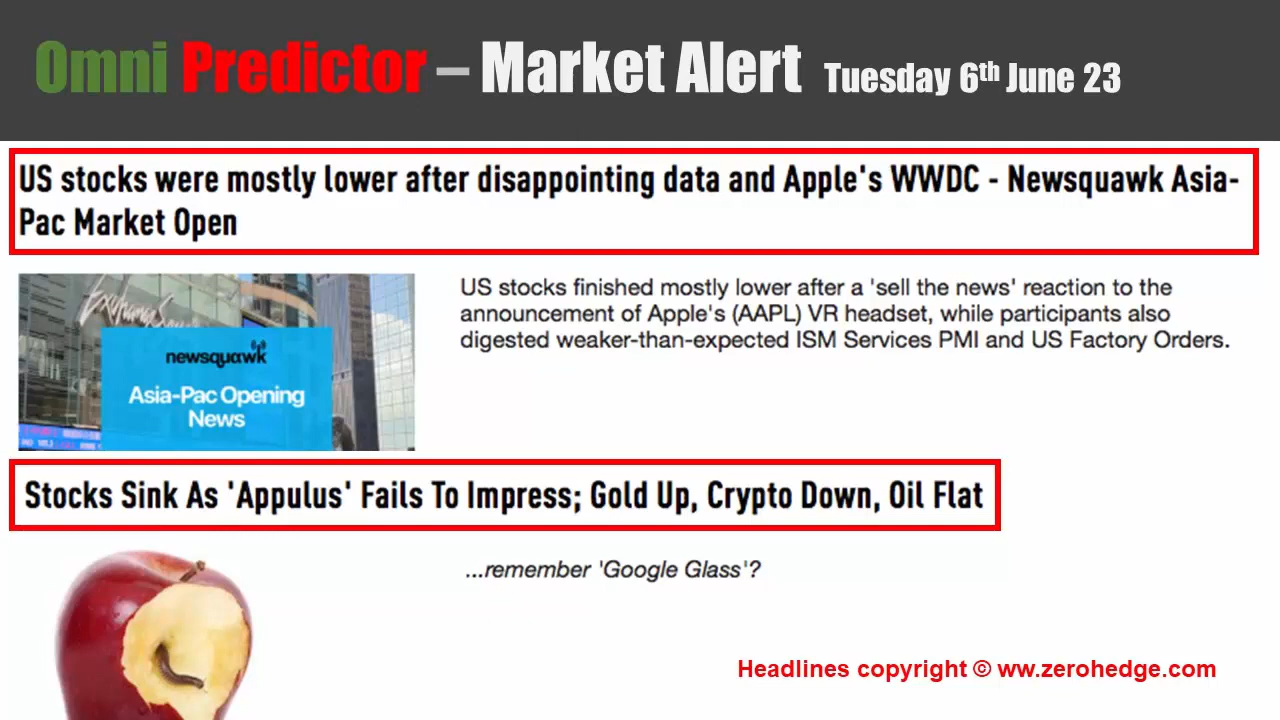 Omni Predictor – Market Alert Tuesday 6th June 23
US stocks were mostly lower after disappointing data and Apple's WWDC - Newsquawk Asia-
Pac Market Open
US stocks finished mostly lower after a 'sell the news' reaction to the
announcement of Apple's (AAPL) VR headset, while participants also
digested weaker-than-expected ISM Services PMI and US Factory Orders.
newsquawk
Asia-Pac Opening
News
Stocks Sink As 'Appulus' Fails To Impress; Gold Up, Crypto Down, Oil Flat
...remember 'Google Glass'?
Headlines copyright © ww.zerohedge.com